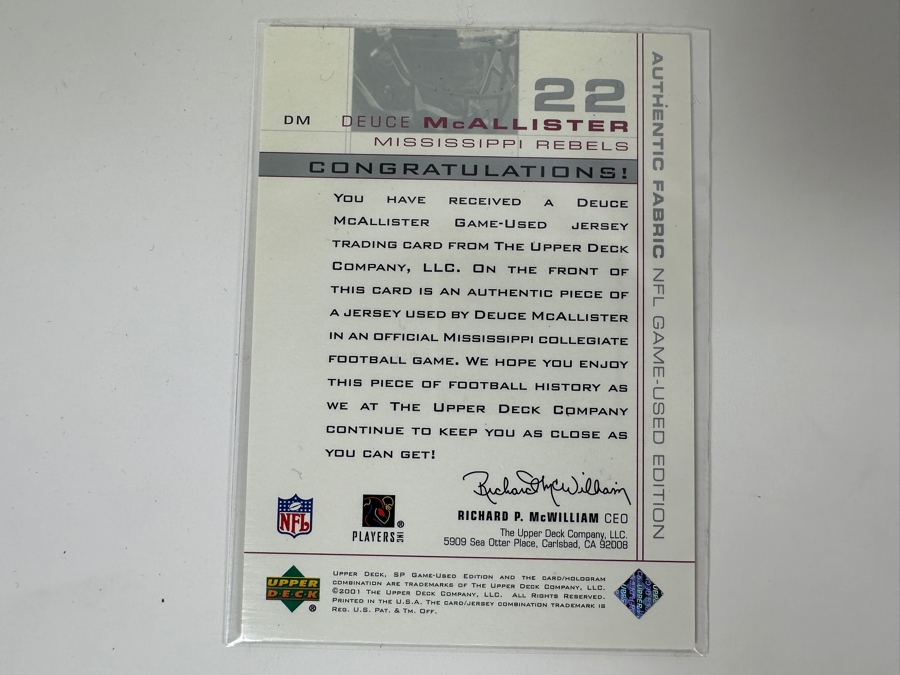 22
DM DEUCE McALLISTER
MISSISSIPPI REBELS
CONGRATULATIONS!
YOU HAVE RECEIVED A DEUCE
MCALLISTER GAME-USED JERSEY
TRADING CARD FROM THE UPPER DECK
COMPANY, LLC. ON THE FRONT OF
THIS CARD IS AN AUTHENTIC PIECE OF
A JERSEY USED BY DEUCE MCALLISTER
IN AN OFFICIAL MISSISSIPPI COLLEGIATE
FOOTBALL GAME. WE HOPE YOU ENJOY
THIS PIECE OF FOOTBALL HISTORY AS
WE AT THE UPPER DECK COMPANY
CONTINUE TO KEEP YOU AS CLOSE AS
YOU CAN GET!
Richard McWilliam
RICHARD P. McWILLIAM CEO
The Upper Deck Company, LLC.
5909 Sea Otter Place, Carlsbad, CA 92008
AUTHENTIC FABRIC NFL GAME-USED EDITION
NFL
PLAYERS INC ®
UPPER
DECK ®
UPPER DECK, SP GAME-USED EDITION AND THE CARD/HOLOGRAM
COMBINATION ARE TRADEMARKS OF THE UPPER DECK COMPANY, LLC.
©2001 THE UPPER DECK COMPANY, LLC. ALL RIGHTS RESERVED.
PRINTED IN THE U.S.A. THE CARD/JERSEY COMBINATION TRADEMARK IS
REG. U.S. PAT. & TM. OFF.